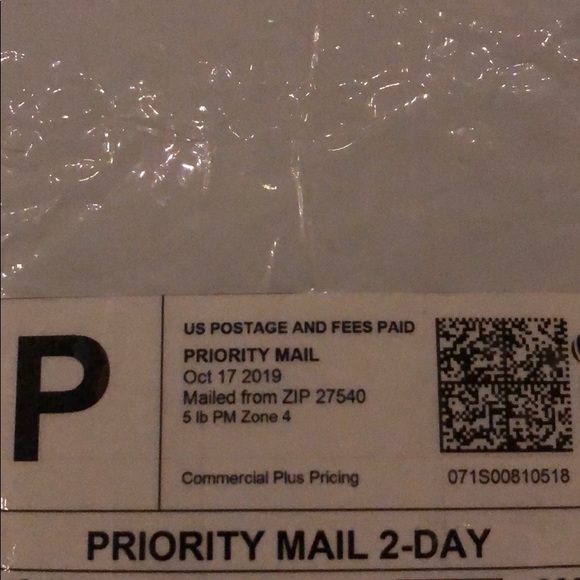 P
US POSTAGE AND FEES PAID
PRIORITY MAIL
Oct 17 2019
Mailed from ZIP 27540
5 lb PM Zone 4
Commercial Plus Pricing
071S00810518
PRIORITY MAIL 2-DAY